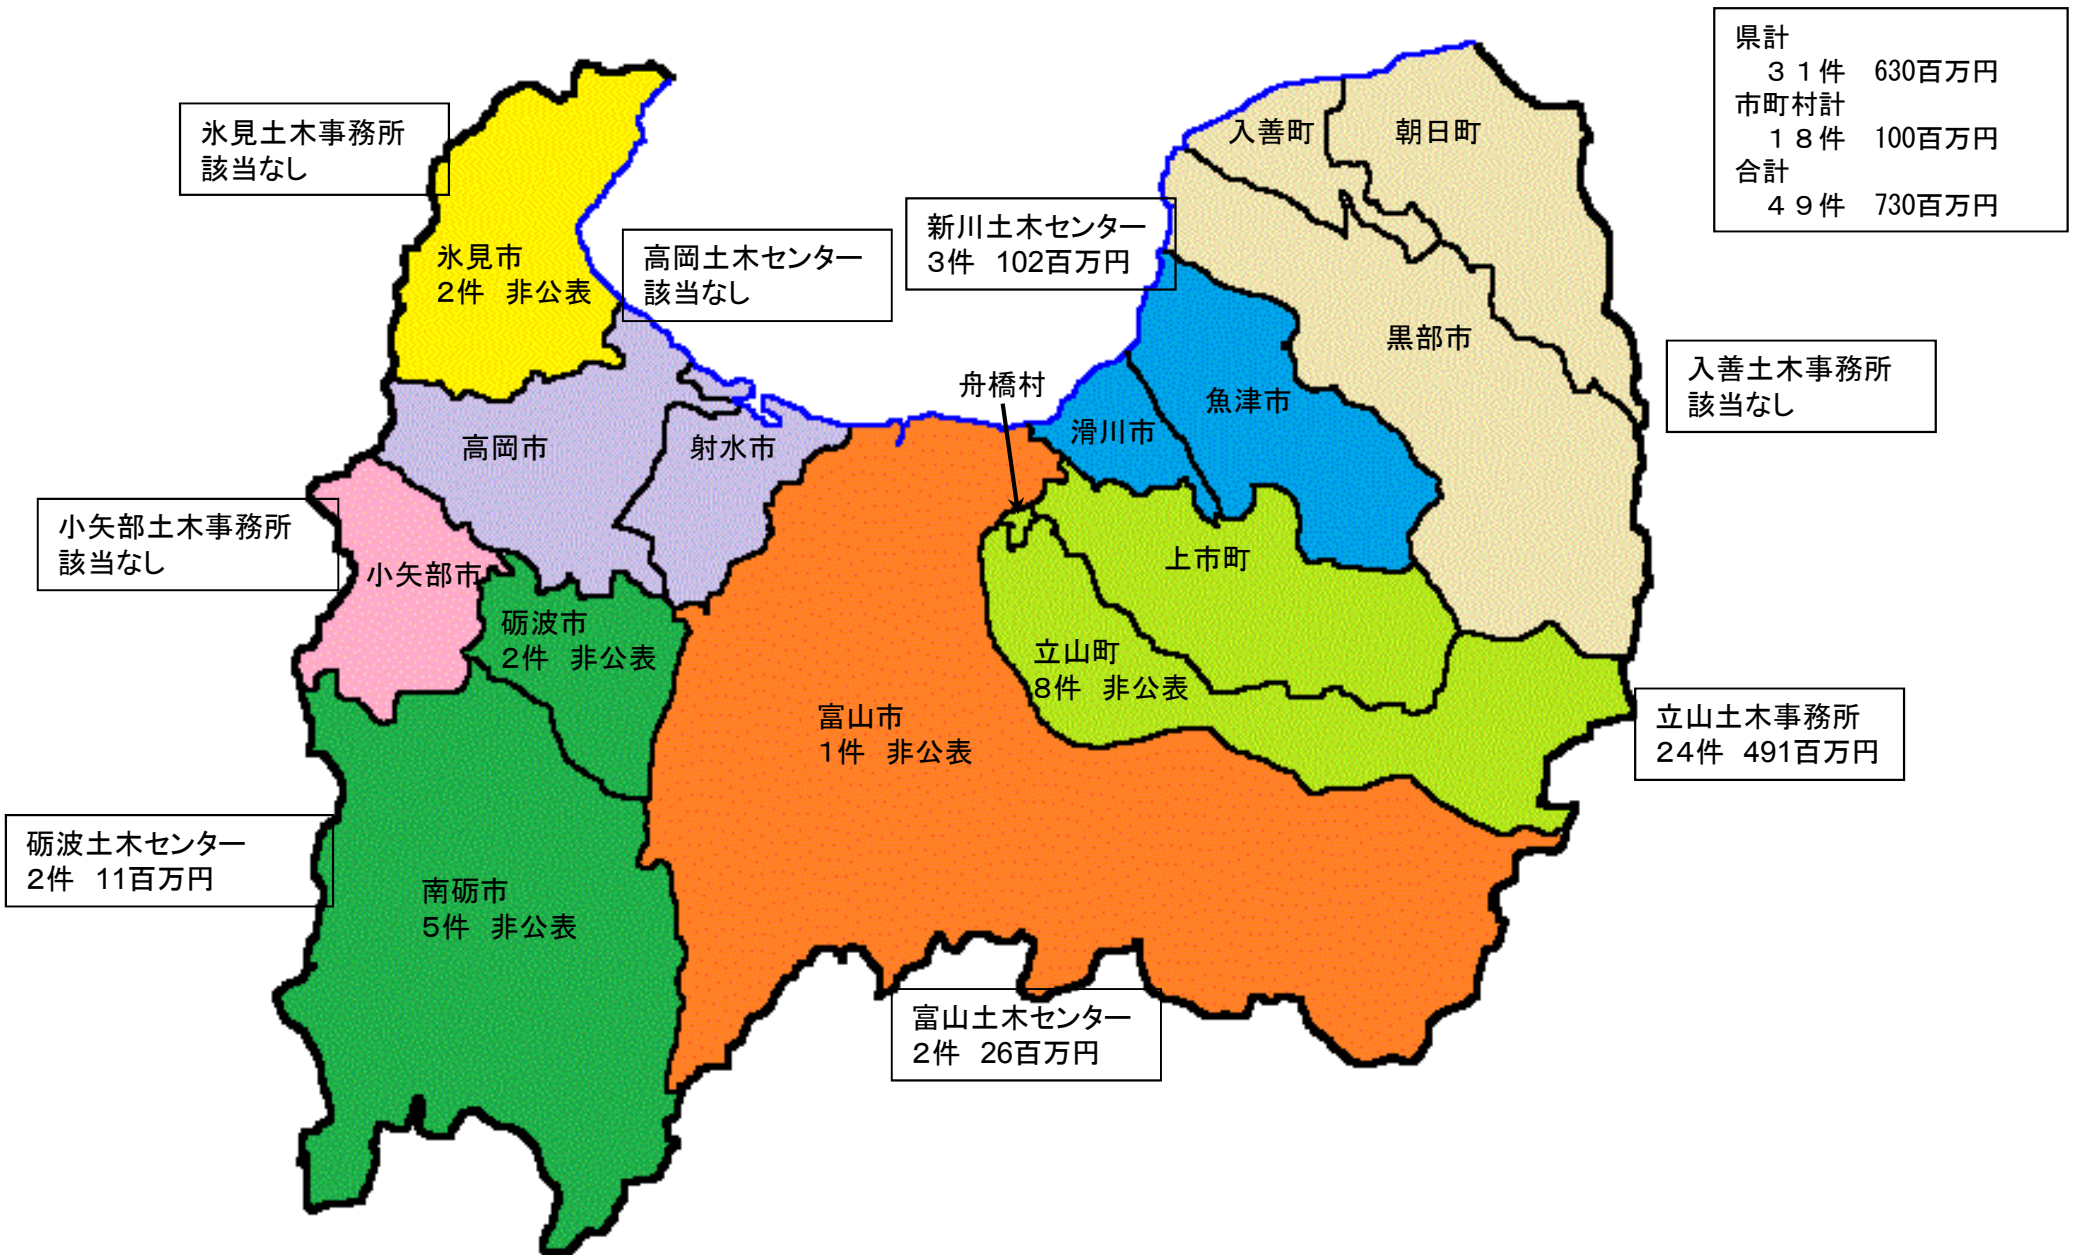 県計
３１件　630百万円
市町村計
１８件　100百万円
合計
４９件　730百万円
氷見土木事務所
該当なし
入善町
朝日町
新川土木センター
３件　102百万円
高岡土木センター
該当なし
氷見市
２件　非公表
黒部市
入善土木事務所
該当なし
舟橋村
魚津市
滑川市
高岡市
射水市
小矢部土木事務所
該当なし
小矢部市
上市町
砺波市
２件　非公表
立山町
８件　非公表
富山市
１件　非公表
立山土木事務所
２４件　491百万円
砺波土木センター
２件　11百万円
南砺市
５件　非公表
富山土木センター
２件　26百万円